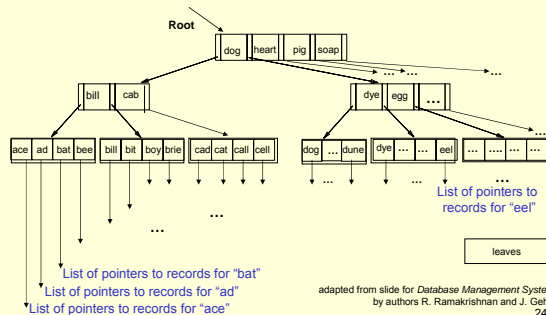 Root
dog heart pig soap
... ... ...
bill cab
dye egg ...
...
ace ad bat bee bill bit boy brie cad cat call cell dog ... dune dye ... ... eel ... .... ... ...
... ... ...
List of pointers to
records for “eel”
...
...
leaves
List of pointers to records for “bat”
List of pointers to records for “ad”
List of pointers to records for “ace”
adapted from slide for Database Management Syste
by authors R. Ramakrishnan and J. Geh
24